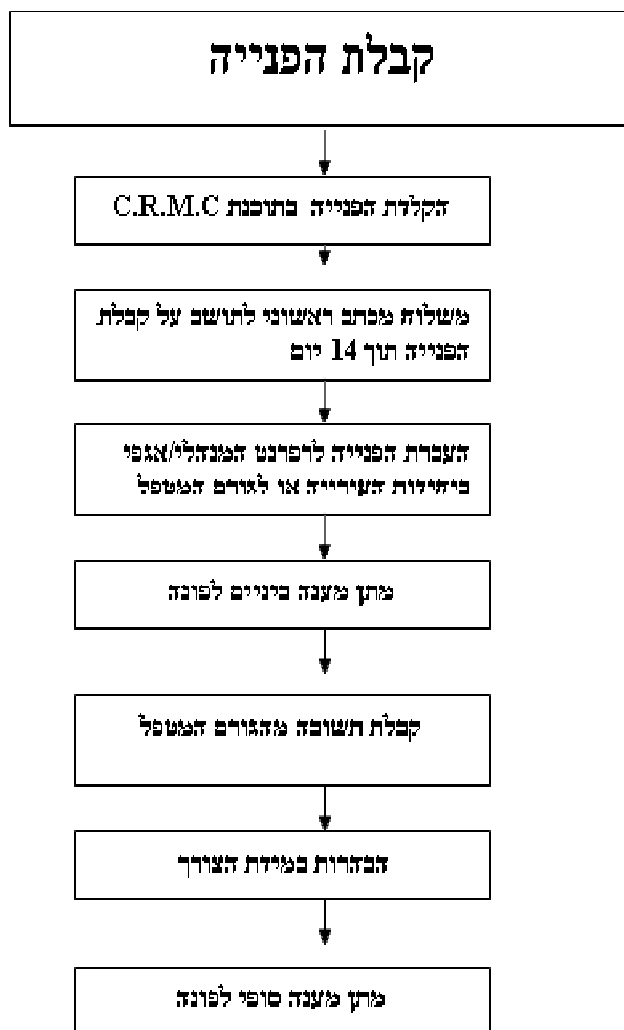 קבלת הפנייה
הקלדת הפנייה בתוכנת C.R.M.C
משלוח מכתב ראשוני לתושב על קבלת
הפנייה תוך 14 יום
העברת הפנייה לרפרנט המנהלי/אגפי
ביחידות העירייה או לגורם המטפל
מתן מענה ביניים לפונה
קבלת תשובה מהגורם המטפל
הבהרות במידת הצורך
מתן מענה סופי לפונה